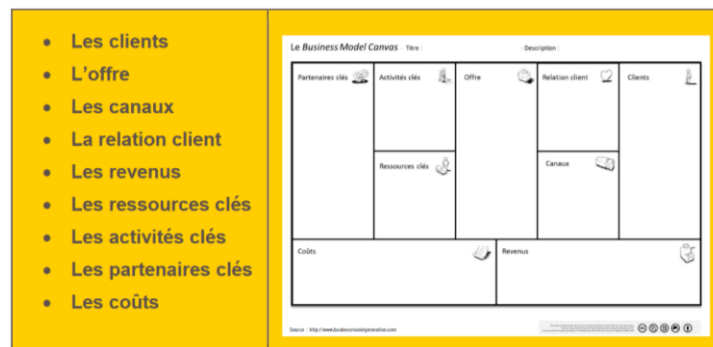 Les clients
L'offre
Les canaux
La relation client
Les revenus
Les ressources clés
Les activités clés
Les partenaires clés
Les coûts
Le Business Model Canvas - Titre : - Description :
Partenaires clés
Activités clés
Offre
Relation client
Clients
Ressources clés
Canaux
Coûts
Revenus
Source : http://www.businessmodelgeneration.com